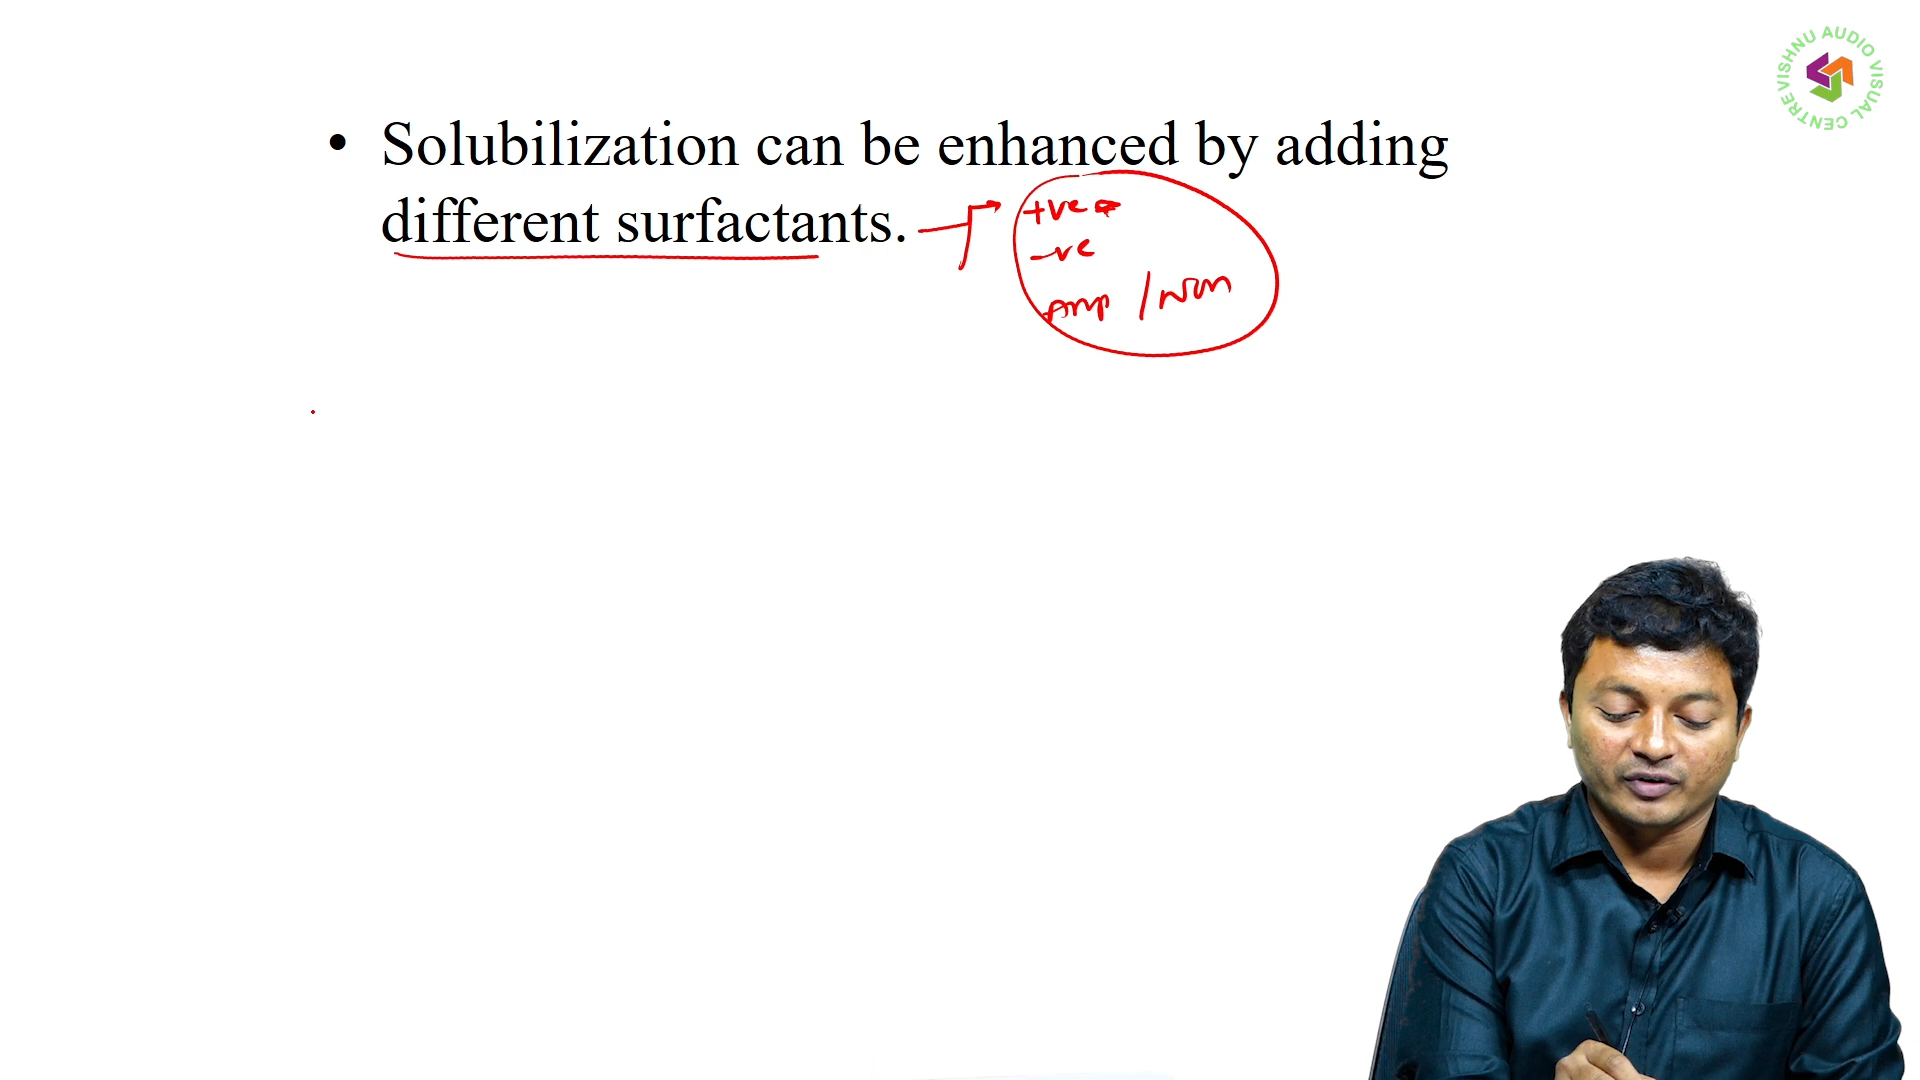 • Solubilization can be enhanced by adding
different surfactants.
+ve
-ve
Amp / Non
VISHNU AUDIO VISUAL CENTRE